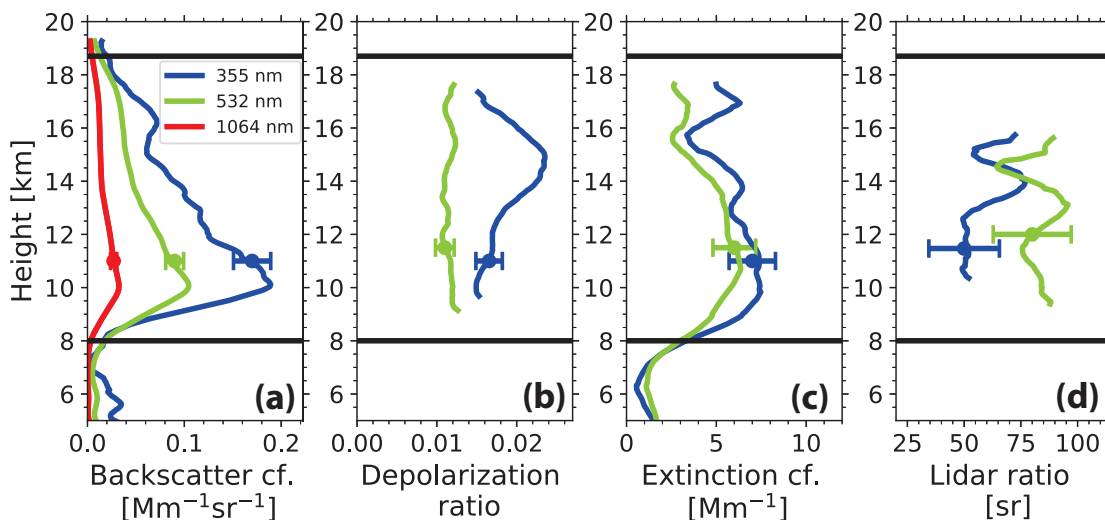 20
18
16
14
12
10
8
6
Height [km]
355 nm
532 nm
1064 nm
(a)
0.0
0.1
0.2
Backscatter cf.
[Mm⁻¹sr⁻¹]
20
18
16
14
12
10
8
6
(b)
0.00
0.01
0.02
Depolarization
ratio
20
18
16
14
12
10
8
6
(c)
0
5
10
Extinction cf.
[Mm⁻¹]
20
18
16
14
12
10
8
6
(d)
25
50
75
100
Lidar ratio
[sr]